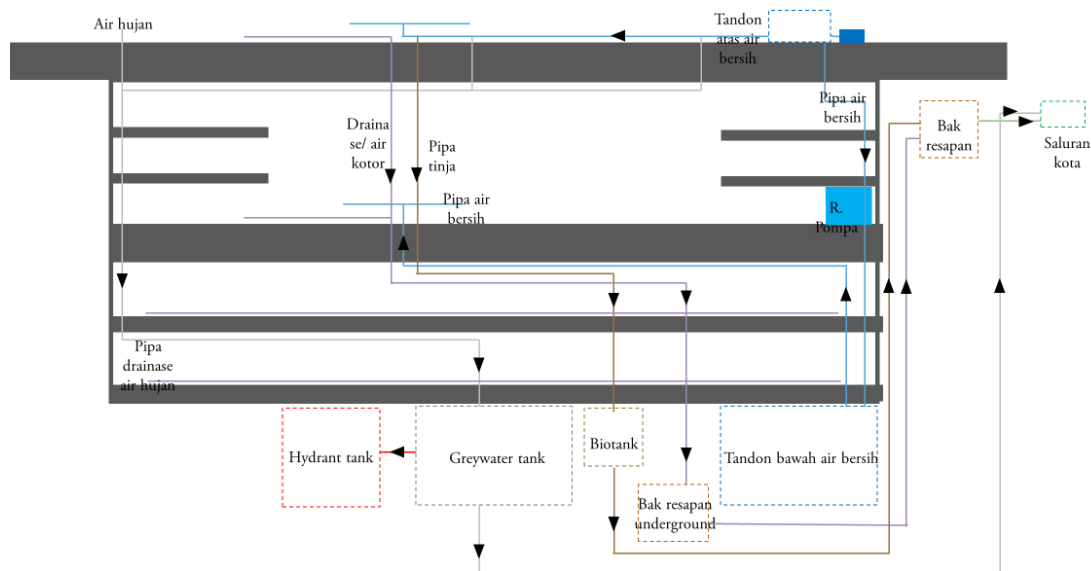 Air hujan
Tandon
atas air
bersih
Draina
se/ air
kotor
Pipa
tinja
Pipa air
bersih
Bak
resapan
Saluran
kota
Pipa air
bersih
R.
Pompa
Pipa
drainase
air hujan
Hydrant tank
Greywater tank
Biotank
Tandon bawah air bersih
Bak resapan
underground